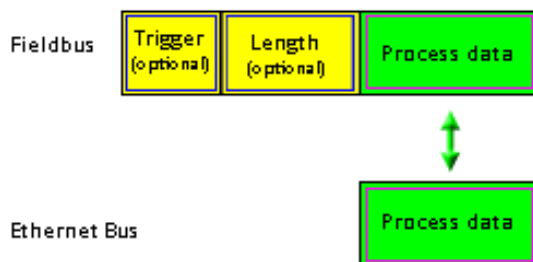 Fieldbus
Trigger
(optional)
Length
(optional)
Process data
Ethernet Bus
Process data